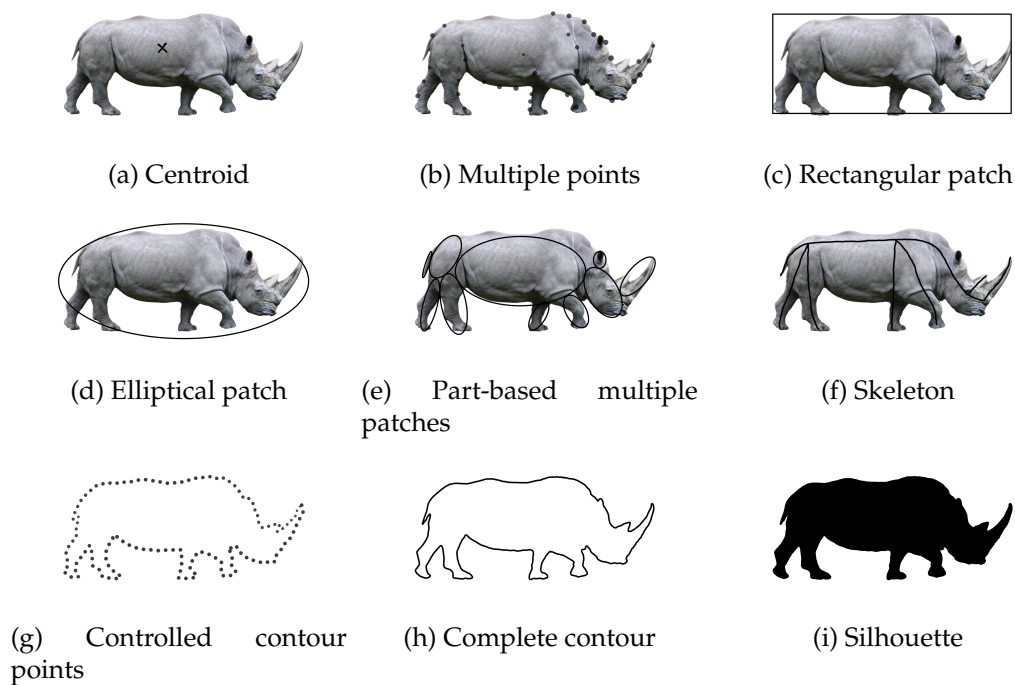 (a) Centroid
(b) Multiple points
(c) Rectangular patch
(d) Elliptical patch
(e) Part-based multiple
patches
(f) Skeleton
(g) Controlled contour
points
(h) Complete contour
(i) Silhouette